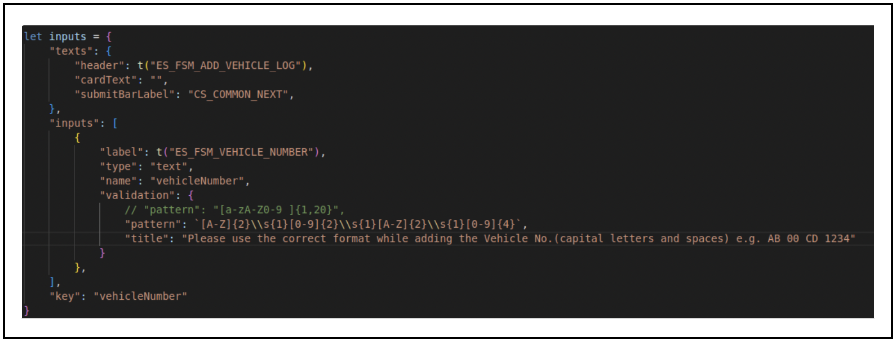 let inputs = {
"texts": {
"header": t("ES_FSM_ADD_VEHICLE_LOG"),
"cardText": "",
"submitBarLabel": "CS_COMMON_NEXT",
},
"inputs": [
{
"label": t("ES_FSM_VEHICLE_NUMBER"),
"type": "text",
"name": "vehicleNumber",
"validation": {
// "pattern": "[a-zA-Z0-9 ]{1,20}",
"pattern": `[A-Z]{2}\\s{1}[0-9]{2}\\s{1}[A-Z]{2}\\s{1}[0-9]{4}`,
"title": "Please use the correct format while adding the Vehicle No.(capital letters and spaces) e.g. AB 00 CD 1234"
}
},
],
"key": "vehicleNumber"
}